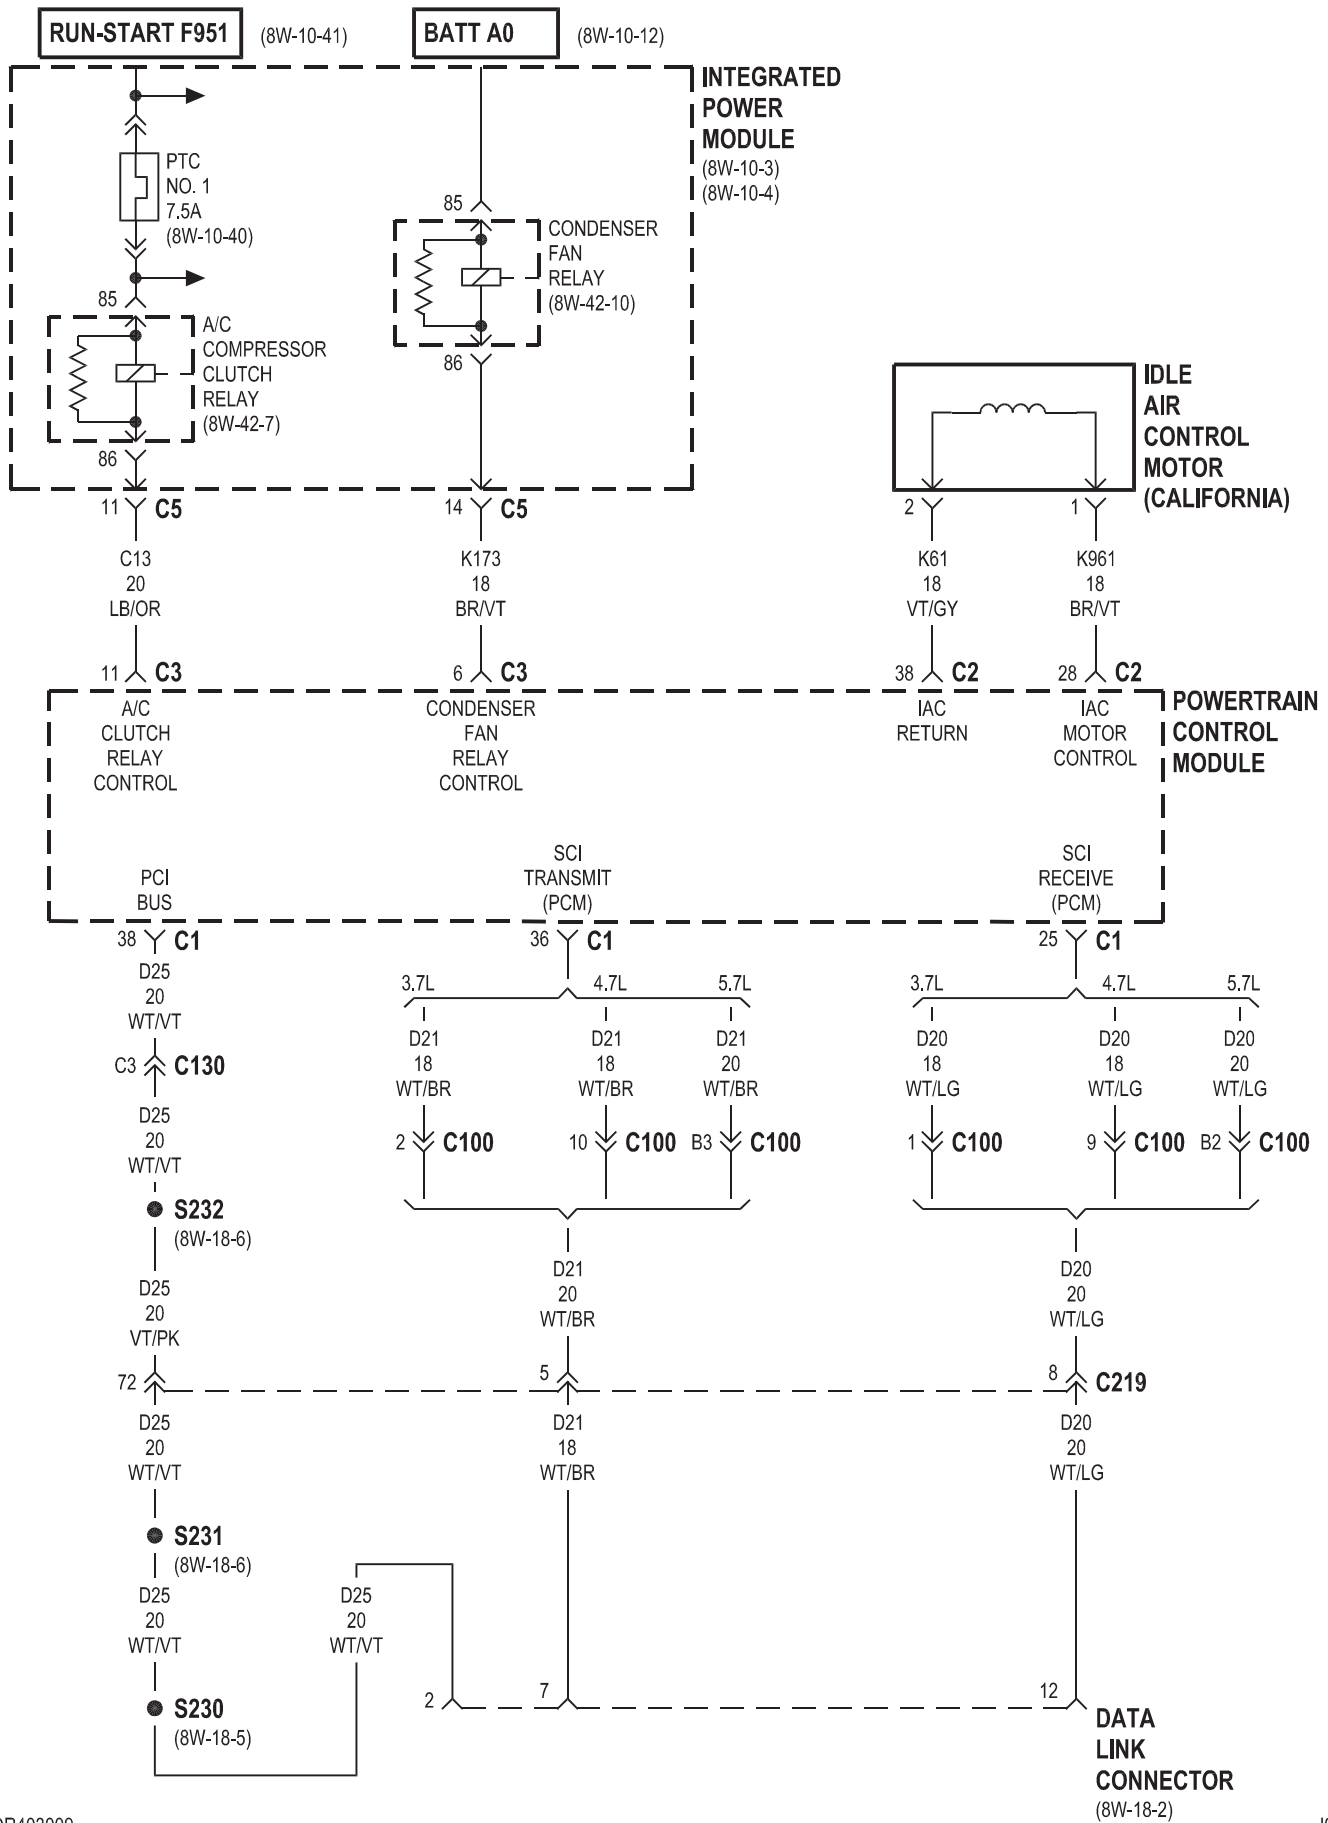 RUN-START F951 (8W-10-41)
BATT A0 (8W-10-12)
INTEGRATED
POWER
MODULE
(8W-10-3)
(8W-10-4)
PTC
NO. 1
7.5A
(8W-10-40)
85
A/C
COMPRESSOR
CLUTCH
RELAY
(8W-42-7)
86
85
CONDENSER
FAN
RELAY
(8W-42-10)
86
IDLE
AIR
CONTROL
MOTOR
(CALIFORNIA)
11 C5
14 C5
2
1
C13
20
LB/OR
K173
18
BR/VT
K61
18
VT/GY
K961
18
BR/VT
11 C3
6 C3
38 C2
28 C2
A/C
CLUTCH
RELAY
CONTROL
CONDENSER
FAN
RELAY
CONTROL
IAC
RETURN
IAC
MOTOR
CONTROL
POWERTRAIN
CONTROL
MODULE
PCI
BUS
SCI
TRANSMIT
(PCM)
SCI
RECEIVE
(PCM)
38 C1
36 C1
25 C1
D25
20
WT/VT
3.7L 4.7L 5.7L
3.7L 4.7L 5.7L
D21
18
WT/BR
D21
18
WT/BR
D21
20
WT/BR
D20
18
WT/LG
D20
18
WT/LG
D20
20
WT/LG
C3 C130
2 C100
10 C100
B3 C100
1 C100
9 C100
B2 C100
D25
20
WT/VT
S232
(8W-18-6)
D25
20
VT/PK
D21
20
WT/BR
D20
20
WT/LG
72
5
8 C219
D25
20
WT/VT
D21
18
WT/BR
D20
20
WT/LG
S231
(8W-18-6)
D25
20
WT/VT
D25
20
WT/VT
S230
(8W-18-5)
2
7
12
DATA
LINK
CONNECTOR
(8W-18-2)